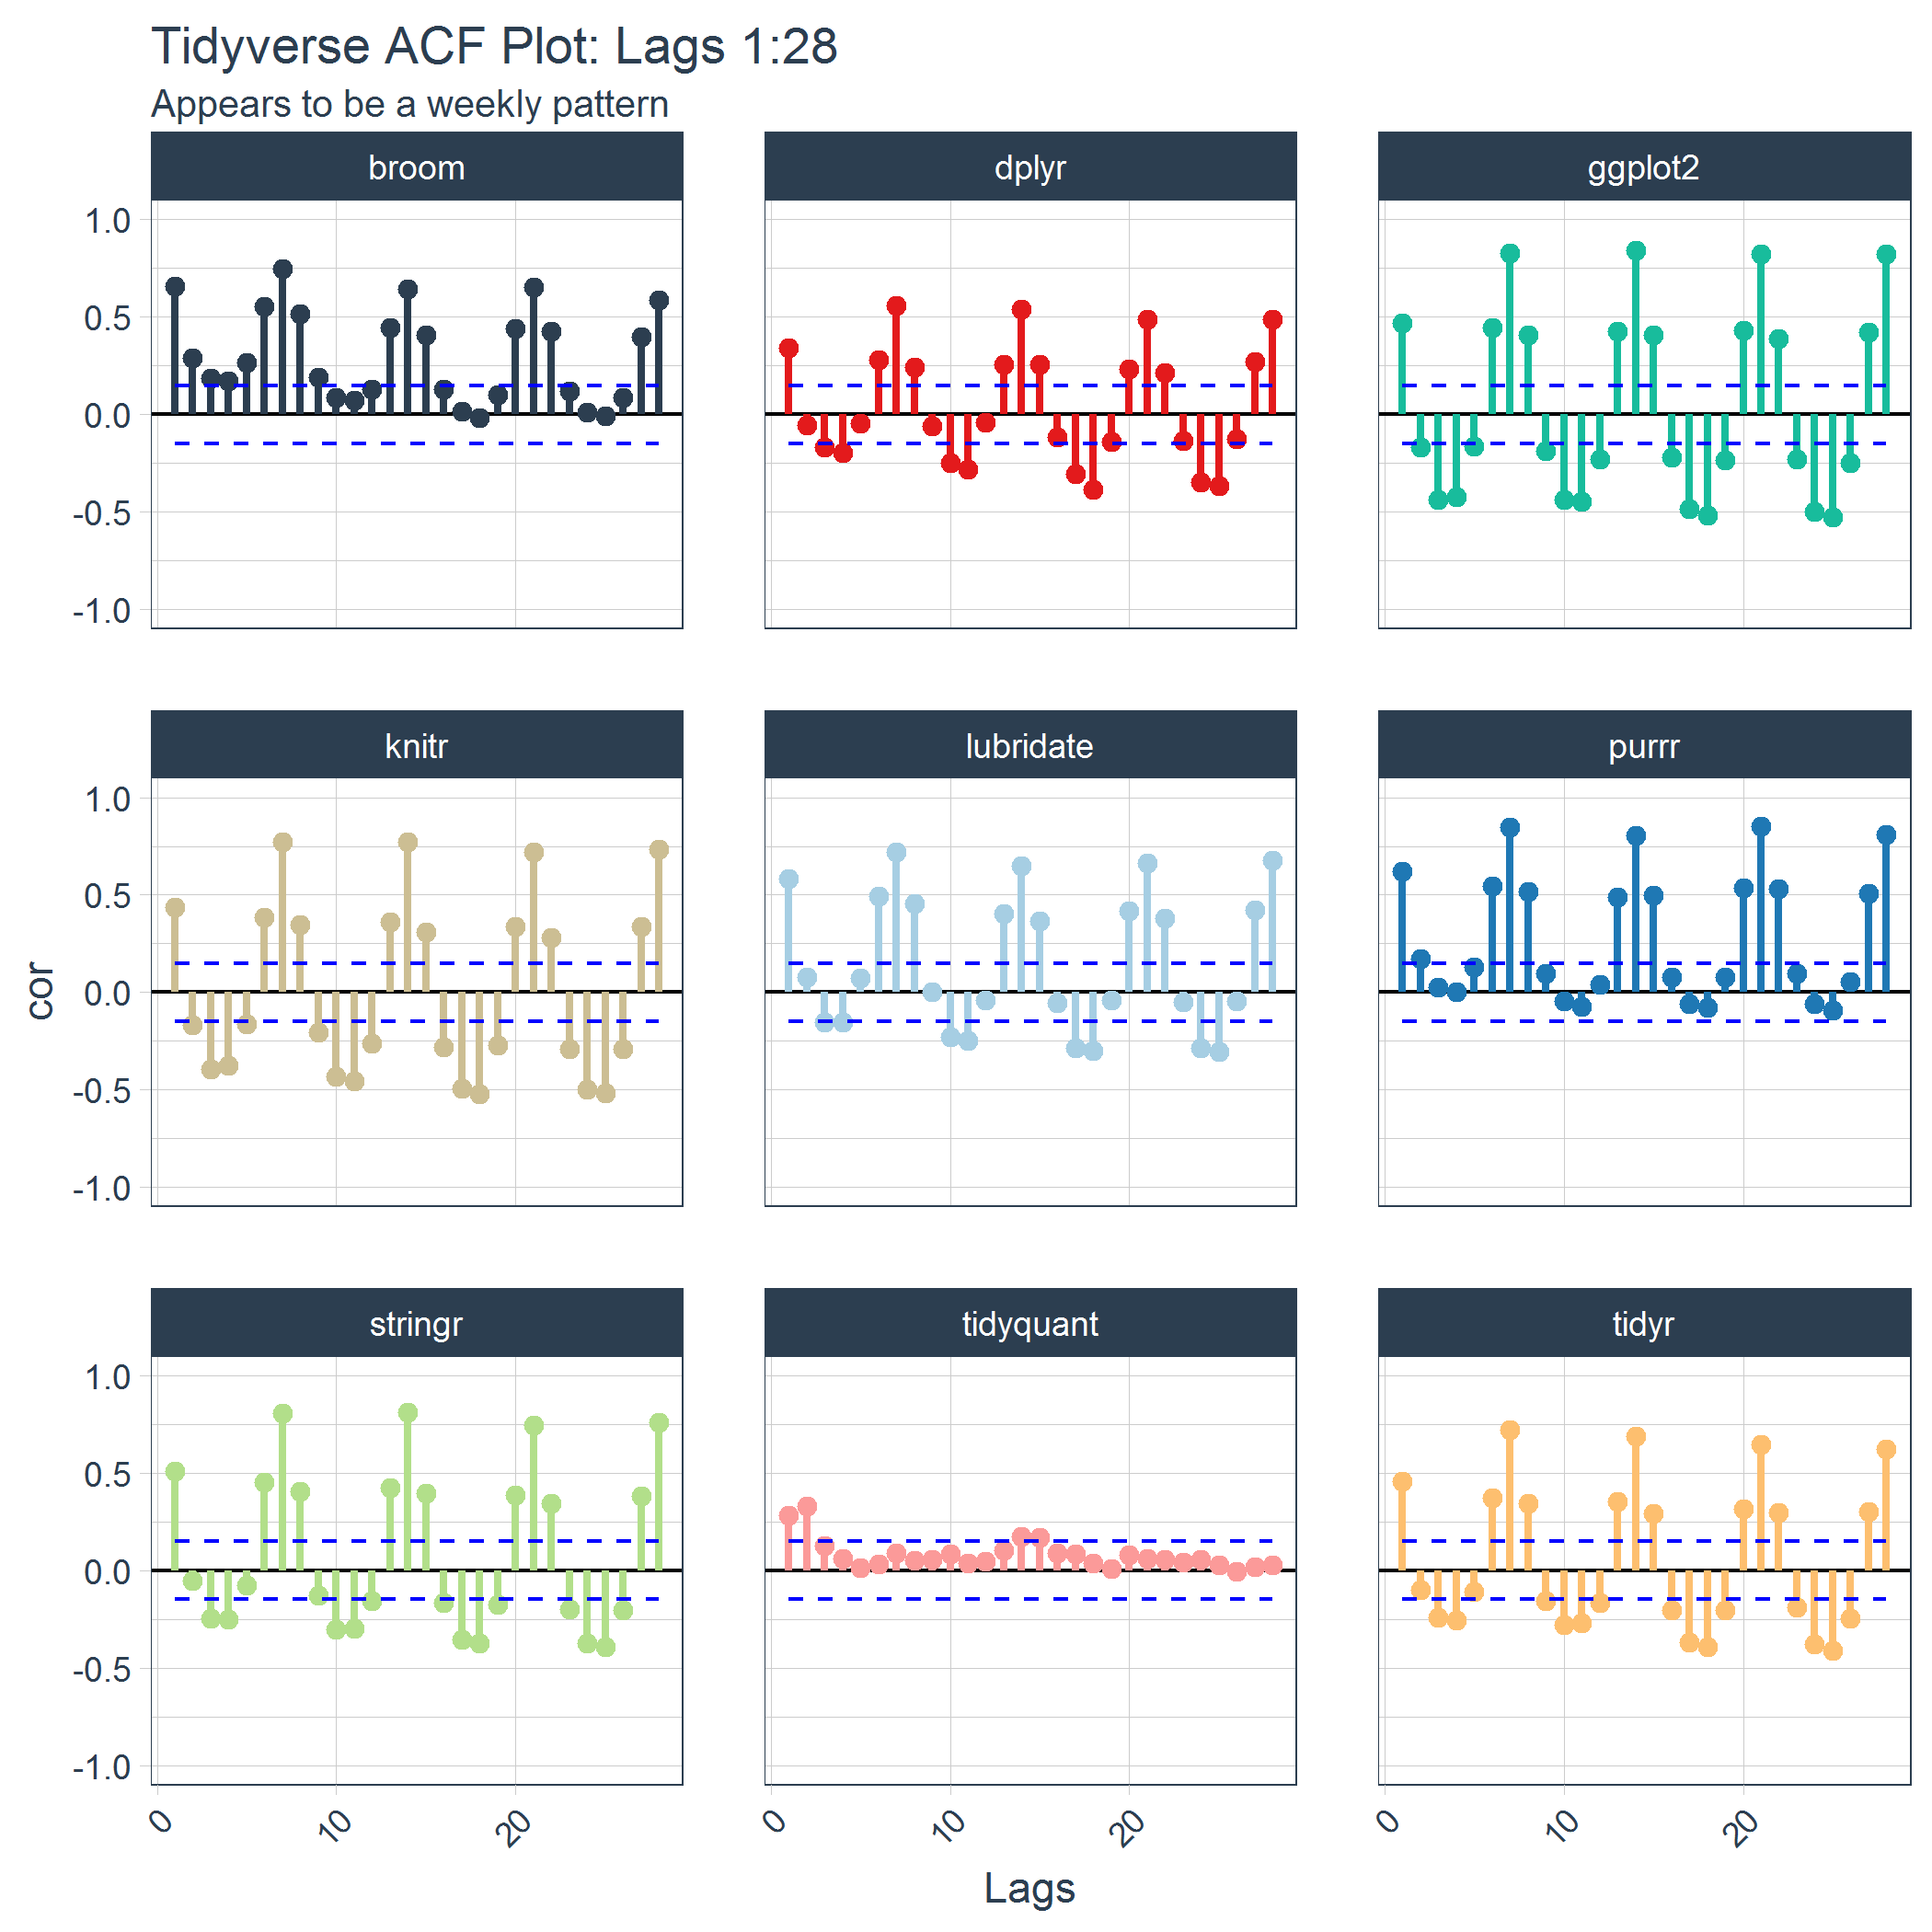 Tidyverse ACF Plot: Lags 1:28
Appears to be a weekly pattern
broom dplyr ggplot2
1.0
0.5
0.0
-0.5
-1.0
knitr lubridate purrr
1.0
0.5
0.0
-0.5
-1.0
cor
stringr tidyquant tidyr
1.0
0.5
0.0
-0.5
-1.0
0 10 20 0 10 20 0 10 20
Lags